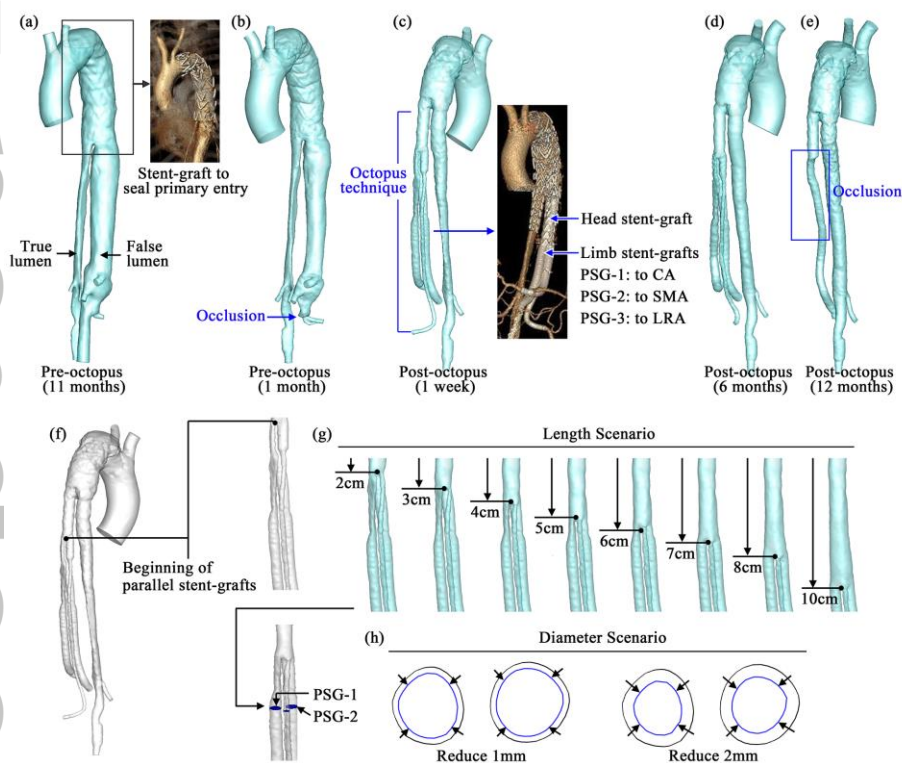 (a)
(b)
(c)
(d)
(e)
Stent-graft to
seal primary entry
True
lumen
False
lumen
Occlusion
Octopus
technique
Head stent-graft
Limb stent-grafts
PSG-1: to CA
PSG-2: to SMA
PSG-3: to LRA
Occlusion
Pre-octopus
(11 months)
Pre-octopus
(1 month)
Post-octopus
(1 week)
Post-octopus
(6 months)
Post-octopus
(12 months)
(f)
Beginning of
parallel stent-grafts
PSG-1
PSG-2
(g)
Length Scenario
2cm
3cm
4cm
5cm
6cm
7cm
8cm
10cm
(h)
Diameter Scenario
Reduce 1mm
Reduce 2mm